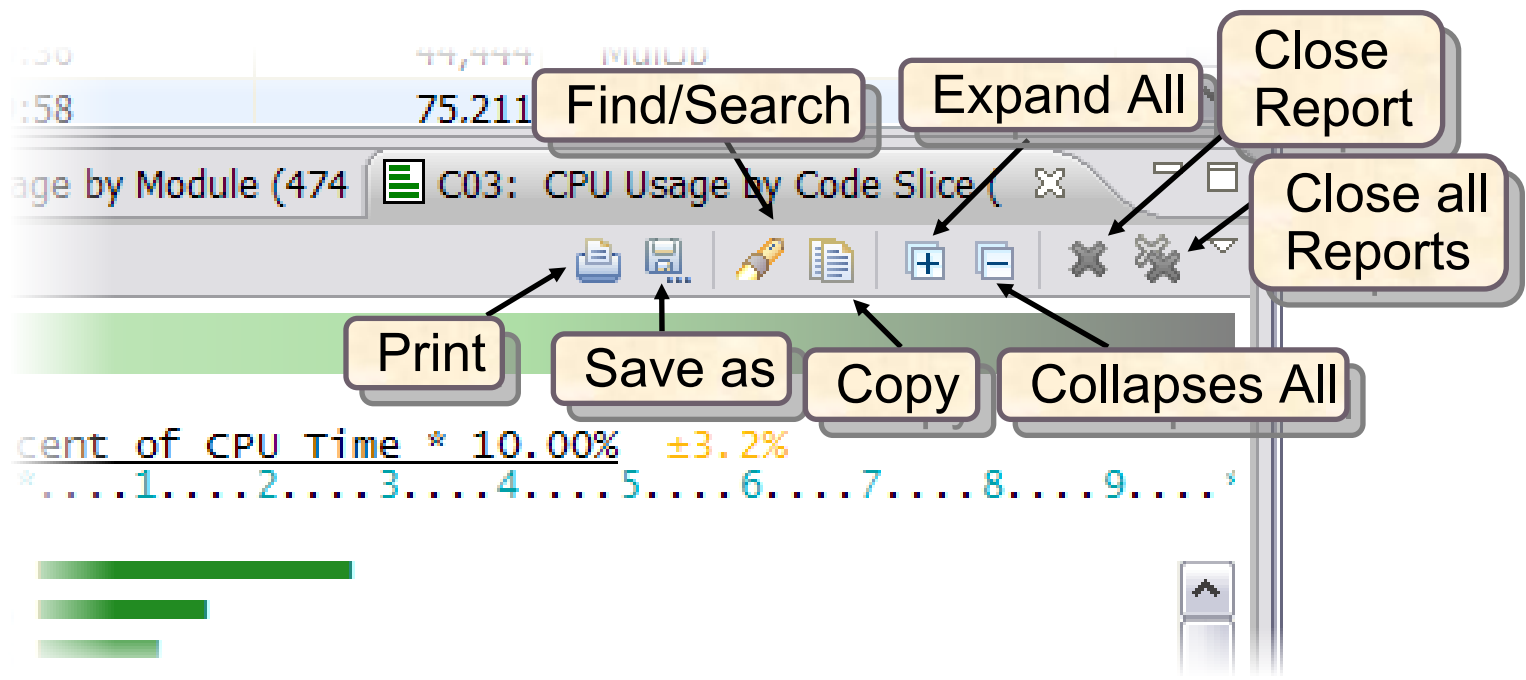 44,444
:58 75.211
Find/Search
Expand All
Close
Report
age by Module (474
C03: CPU Usage by Code Slice (
Close all
Reports
Print
Save as
Copy
Collapses All
cent of CPU Time * 10.00% ±3.2%
*....1....2....3....4....5....6....7....8....9....*